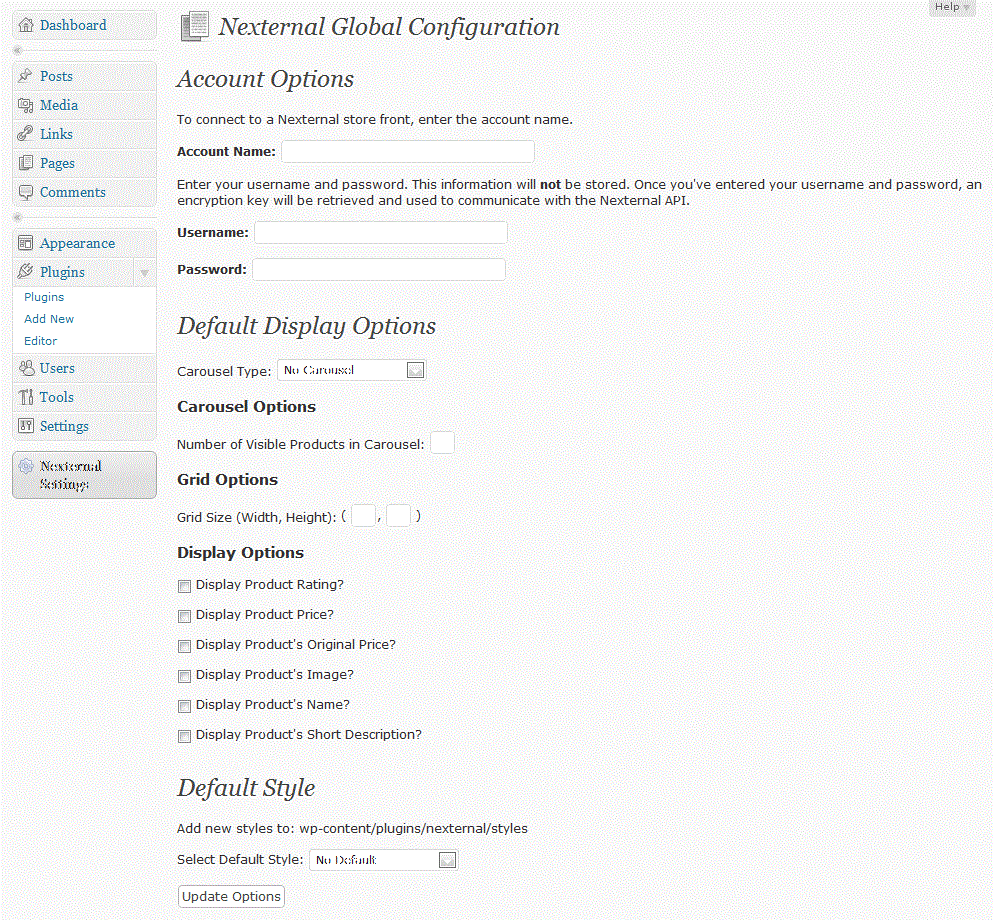 Help
Dashboard
Posts
Media
Links
Pages
Comments
Appearance
Plugins
Plugins
Add New
Editor
Users
Tools
Settings
Nexternal
Settings
Nexternal Global Configuration
Account Options
To connect to a Nexternal store front, enter the account name.
Account Name:
Enter your username and password. This information will not be stored. Once you've entered your username and password, an
encryption key will be retrieved and used to communicate with the Nexternal API.
Username:
Password:
Default Display Options
Carousel Type: No Carousel
Carousel Options
Number of Visible Products in Carousel:
Grid Options
Grid Size (Width, Height): ( , )
Display Options
Display Product Rating?
Display Product Price?
Display Product's Original Price?
Display Product's Image?
Display Product's Name?
Display Product's Short Description?
Default Style
Add new styles to: wp-content/plugins/nexternal/styles
Select Default Style: No Default
Update Options